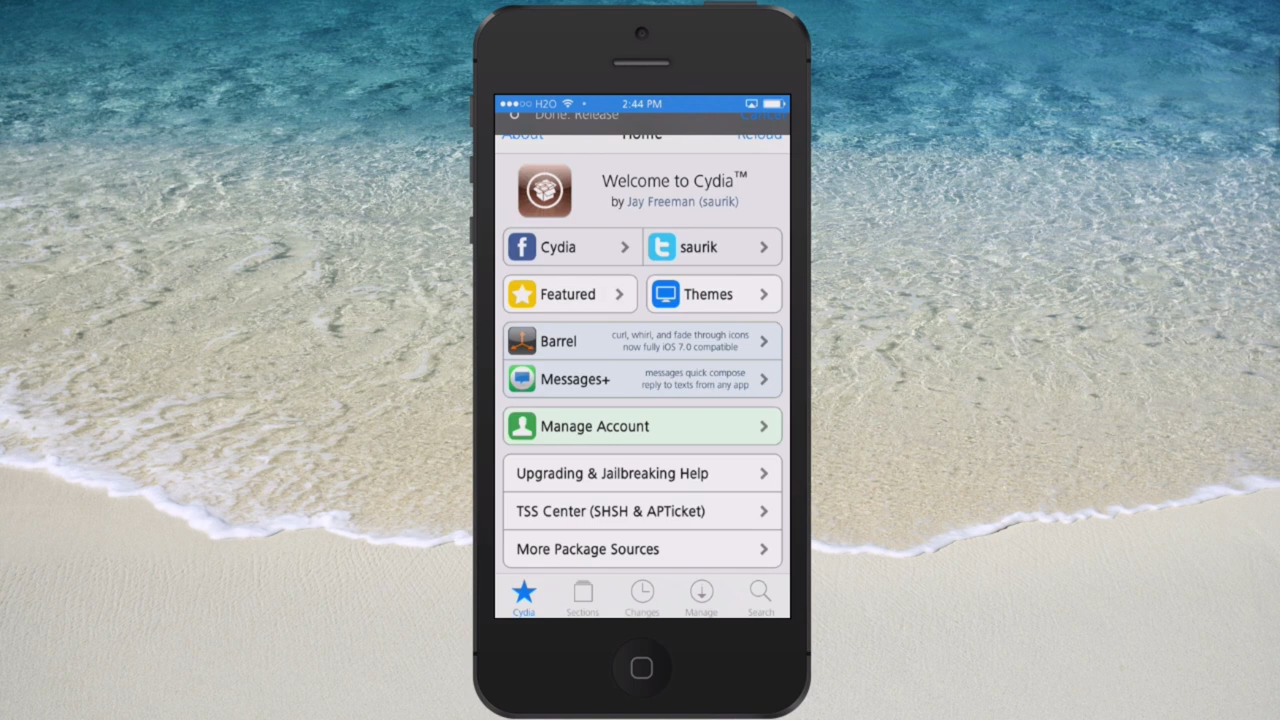 H2O 2:44 PM
Done: Release Cancel
About Home Reload
Welcome to Cydia™
by Jay Freeman (saurik)
Cydia
saurik
Featured
Themes
Barrel
curl, whirl, and fade through icons
now fully iOS 7.0 compatible
Messages+
messages quick compose
reply to texts from any app
Manage Account
Upgrading & Jailbreaking Help
TSS Center (SHSH & APTicket)
More Package Sources
Cydia Sections Changes Manage Search